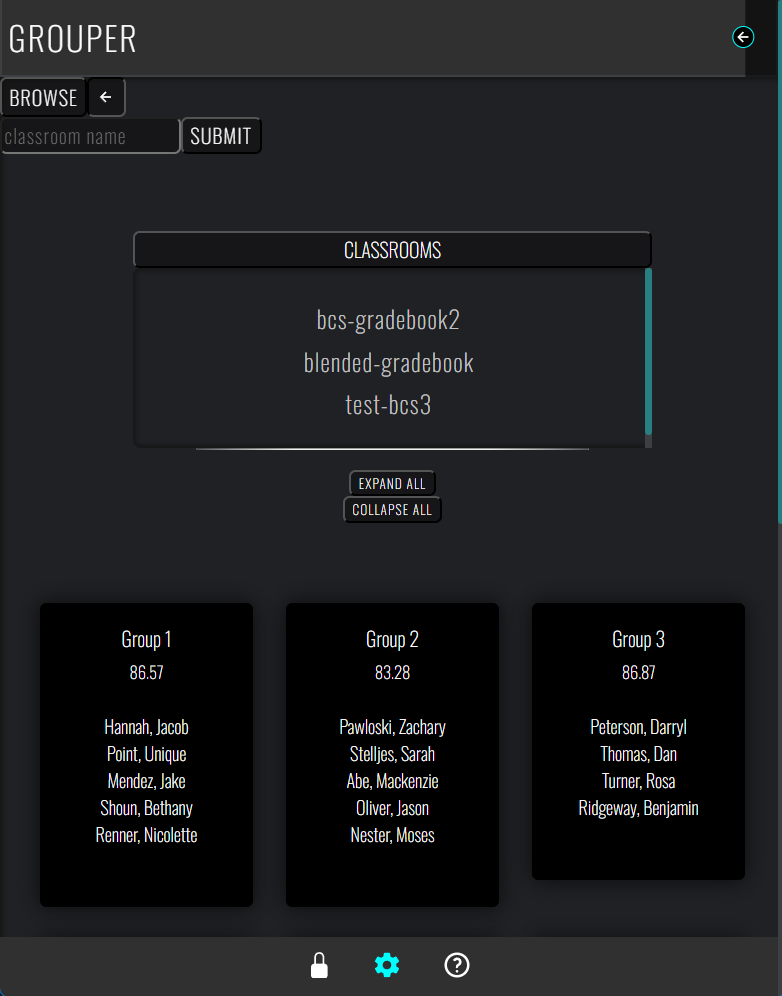 GROUPER
BROWSE
classroom name SUBMIT
CLASSROOMS
bcs-gradebook2
blended-gradebook
test-bcs3
EXPAND ALL
COLLAPSE ALL
Group 1
86.57
Hannah, Jacob
Point, Unique
Mendez, Jake
Shoun, Bethany
Renner, Nicolette
Group 2
83.28
Pawloski, Zachary
Stelljes, Sarah
Abe, Mackenzie
Oliver, Jason
Nester, Moses
Group 3
86.87
Peterson, Darryl
Thomas, Dan
Turner, Rosa
Ridgeway, Benjamin